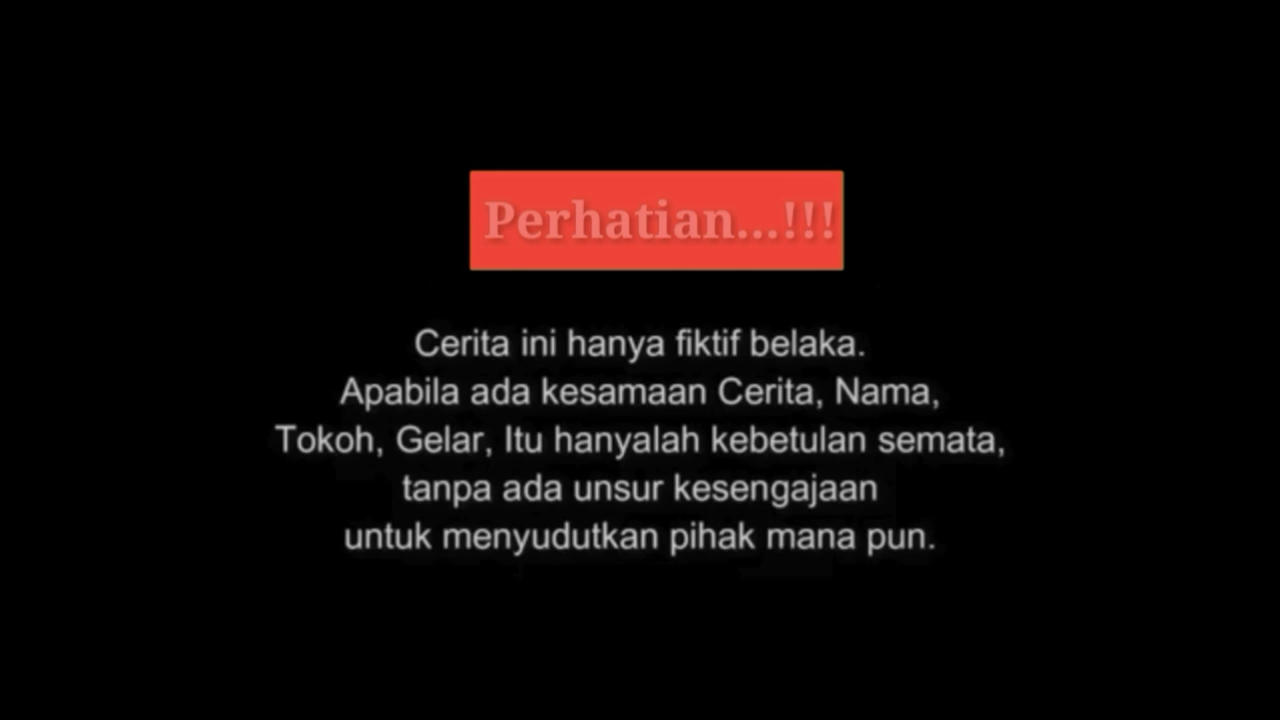 Perhatian...!!!
Cerita ini hanya fiktif belaka.
Apabila ada kesamaan Cerita, Nama,
Tokoh, Gelar, Itu hanyalah kebetulan semata,
tanpa ada unsur kesengajaan
untuk menyudutkan pihak mana pun.